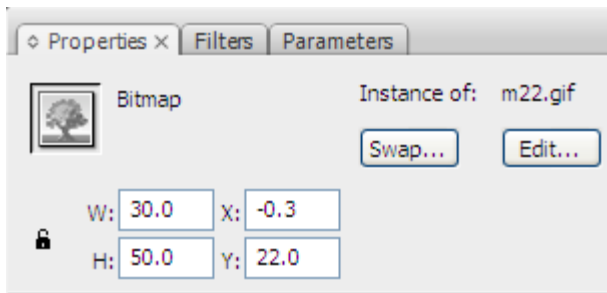 Properties × Filters Parameters
Bitmap Instance of: m22.gif
Swap... Edit...
W: 30.0 X: -0.3
H: 50.0 Y: 22.0